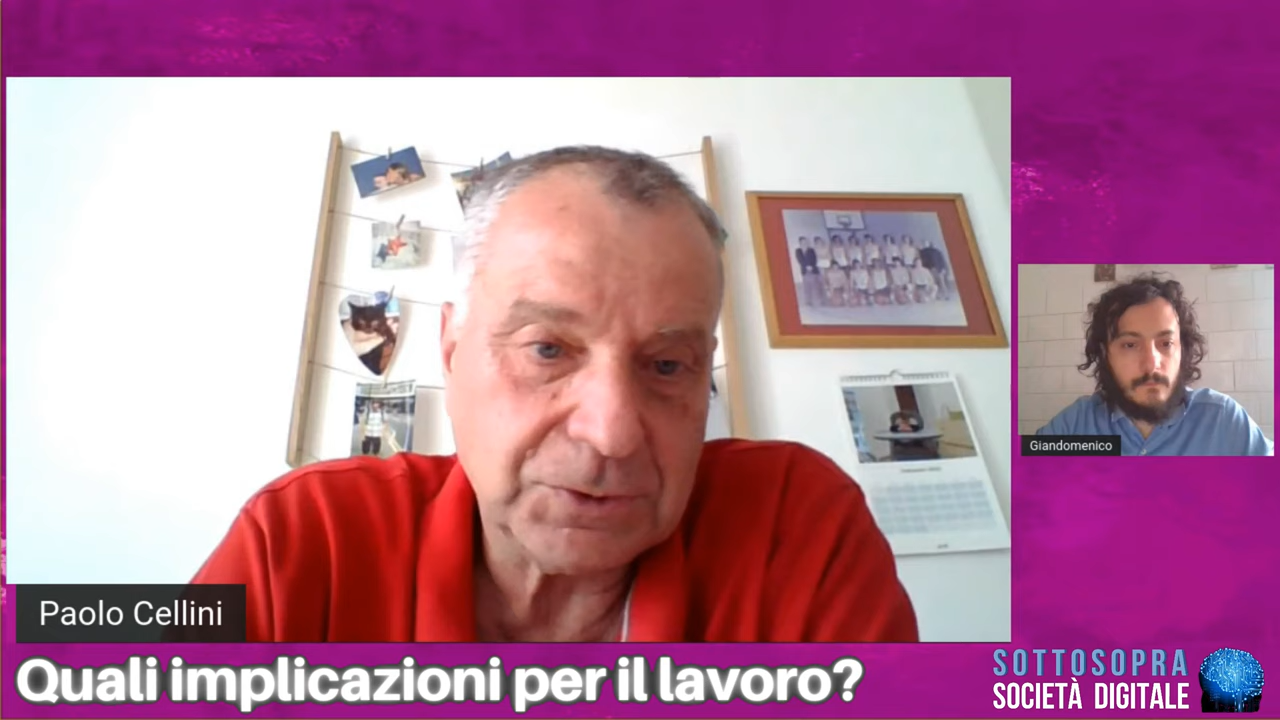 Giandomenico
Paolo Cellini
Quali implicazioni per il lavoro?
SOTTOSOPRA
SOCIETÀ DIGITALE